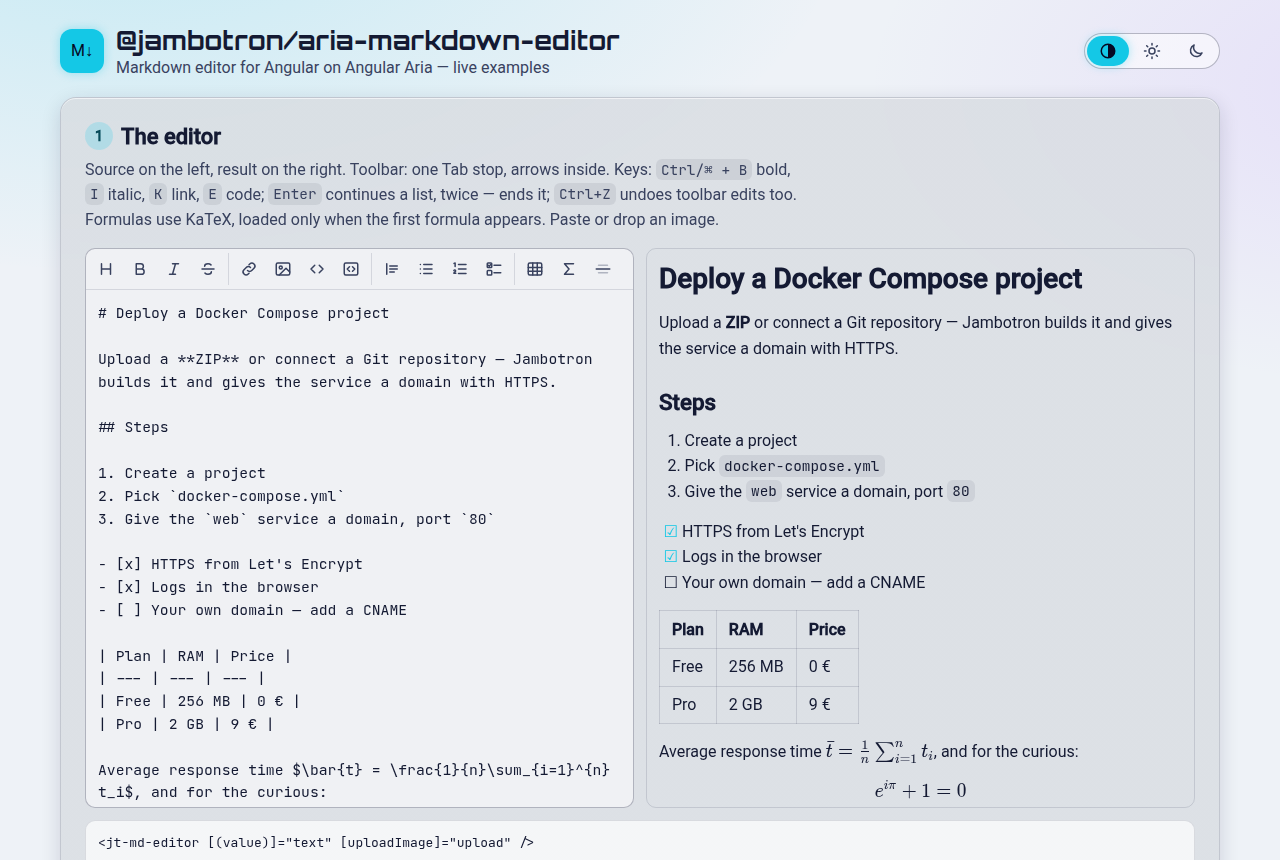 M↓
@jambotron/aria-markdown-editor
Markdown editor for Angular on Angular Aria — live examples
1 The editor
Source on the left, result on the right. Toolbar: one Tab stop, arrows inside. Keys: Ctrl/⌘ + B bold,
I italic, K link, E code; Enter continues a list, twice — ends it; Ctrl+Z undoes toolbar edits too.
Formulas use KaTeX, loaded only when the first formula appears. Paste or drop an image.
# Deploy a Docker Compose project
Upload a **ZIP** or connect a Git repository — Jambotron
builds it and gives the service a domain with HTTPS.
## Steps
1. Create a project
2. Pick `docker-compose.yml`
3. Give the `web` service a domain, port `80`
- [x] HTTPS from Let's Encrypt
- [x] Logs in the browser
- [ ] Your own domain — add a CNAME
| Plan | RAM | Price |
| --- | --- | --- |
| Free | 256 MB | 0 € |
| Pro | 2 GB | 9 € |
Average response time $\bar{t} = \frac{1}{n}\sum_{i=1}^{n}
t_i$, and for the curious:
Deploy a Docker Compose project
Upload a ZIP or connect a Git repository — Jambotron builds it and gives
the service a domain with HTTPS.
Steps
1. Create a project
2. Pick docker-compose.yml
3. Give the web service a domain, port 80
☑ HTTPS from Let's Encrypt
☑ Logs in the browser
☐ Your own domain — add a CNAME
Plan RAM Price
Free 256 MB 0 €
Pro 2 GB 9 €
Average response time t̄ = 1/n ∑ⁿᵢ₌₁ tᵢ, and for the curious:
e^{iπ} + 1 = 0
<jt-md-editor [(value)]="text" [uploadImage]="upload" />